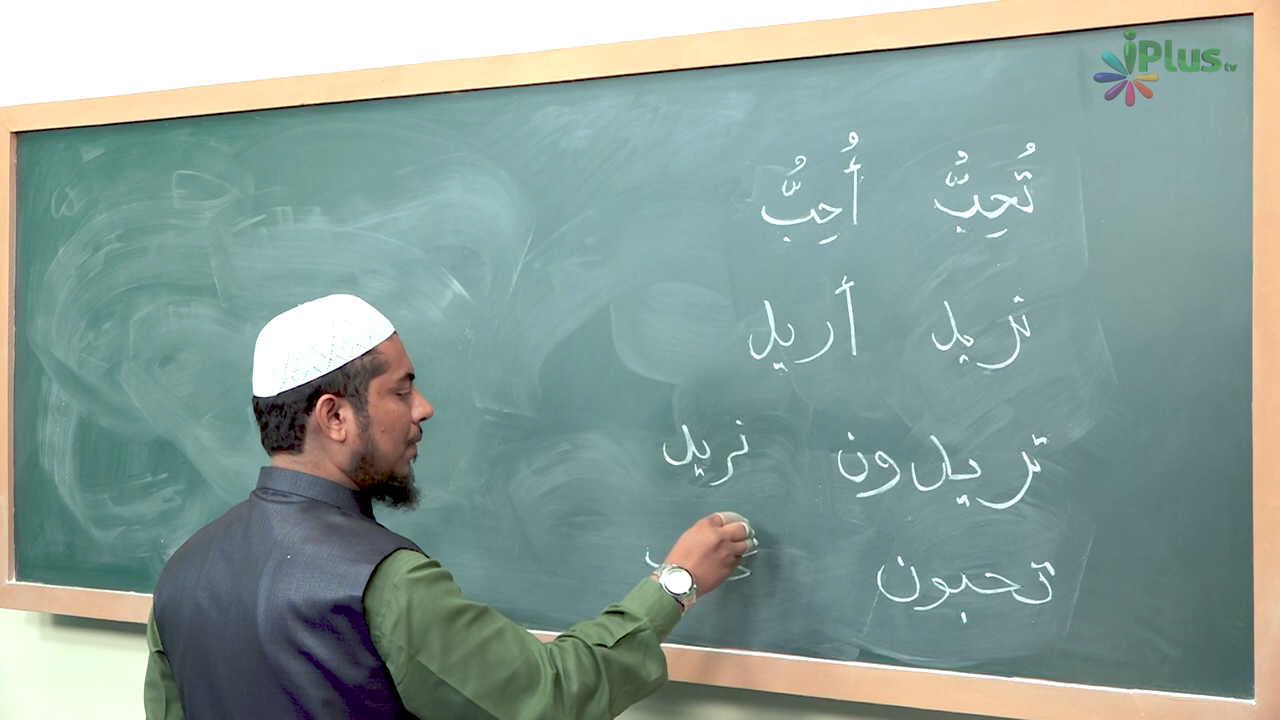 iPlus tv
تُحِبُّ أُحِبُّ
تريد أريد
تريدون نريد
تحبون